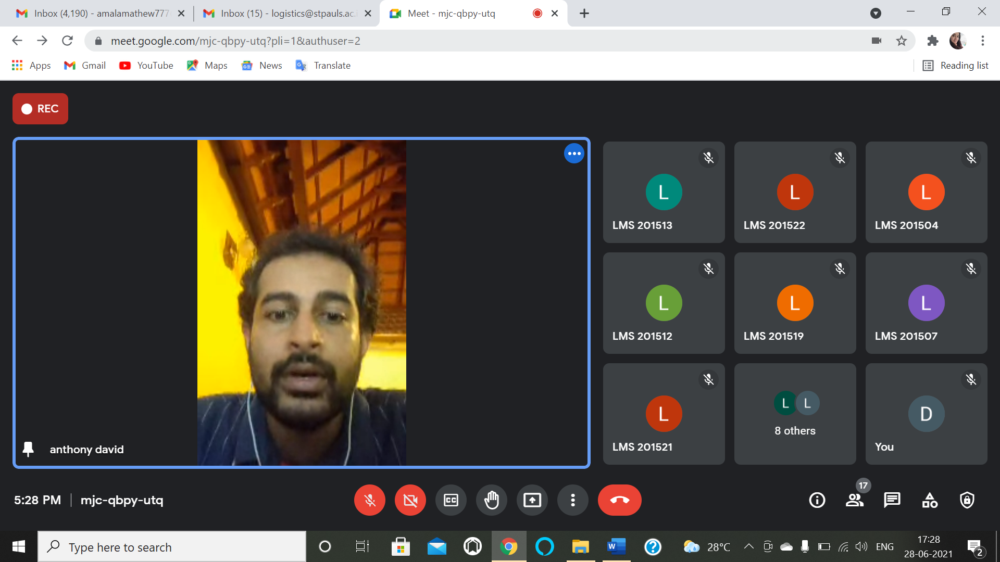 Inbox (4,190) - amalamathew777
Inbox (15) - logistics@stpauls.ac.i
Meet - mjc-qbpy-utq
meet.google.com/mjc-qbpy-utq?pli=1&authuser=2
Apps
Gmail
YouTube
Maps
News
Translate
Reading list
REC
L
LMS 201513
L
LMS 201522
L
LMS 201504
L
LMS 201512
L
LMS 201519
L
LMS 201507
L
LMS 201521
L L
8 others
D
You
anthony david
5:28 PM
mjc-qbpy-utq
CC
17
Type here to search
W
?
28°C
ENG
17:28
28-06-2021
2